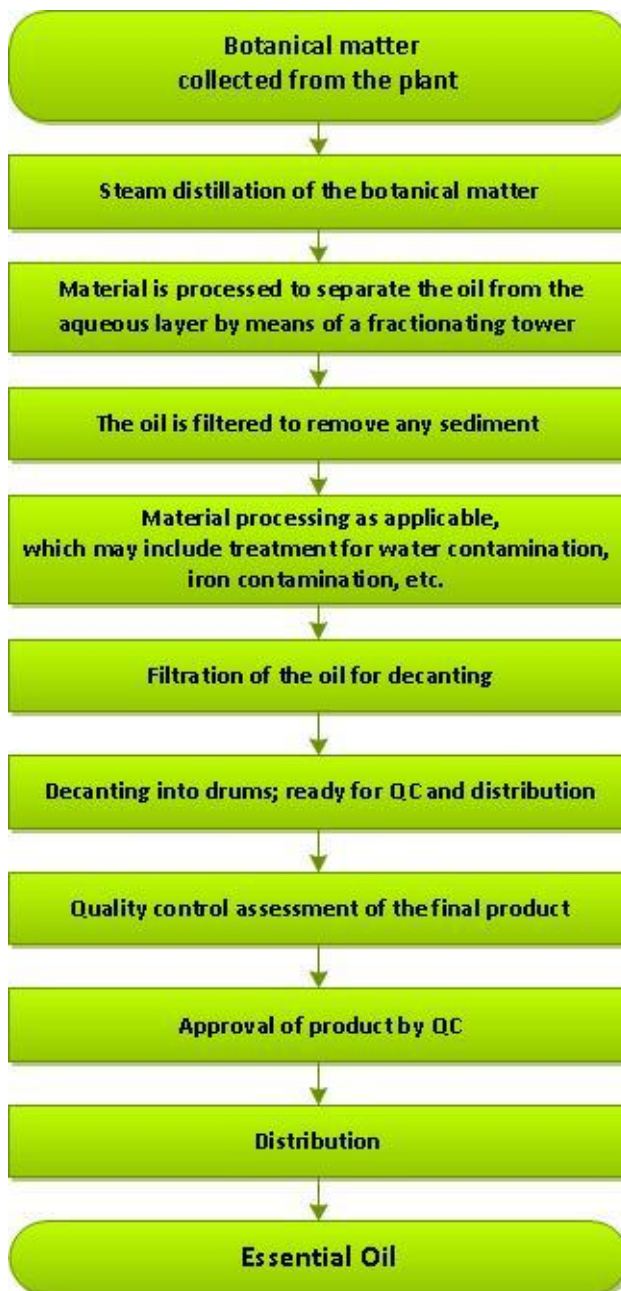 Botanical matter
collected from the plant
Steam distillation of the botanical matter
Material is processed to separate the oil from the
aqueous layer by means of a fractionating tower
The oil is filtered to remove any sediment
Material processing as applicable,
which may include treatment for water contamination,
iron contamination, etc.
Filtration of the oil for decanting
Decanting into drums; ready for QC and distribution
Quality control assessment of the final product
Approval of product by QC
Distribution
Essential Oil